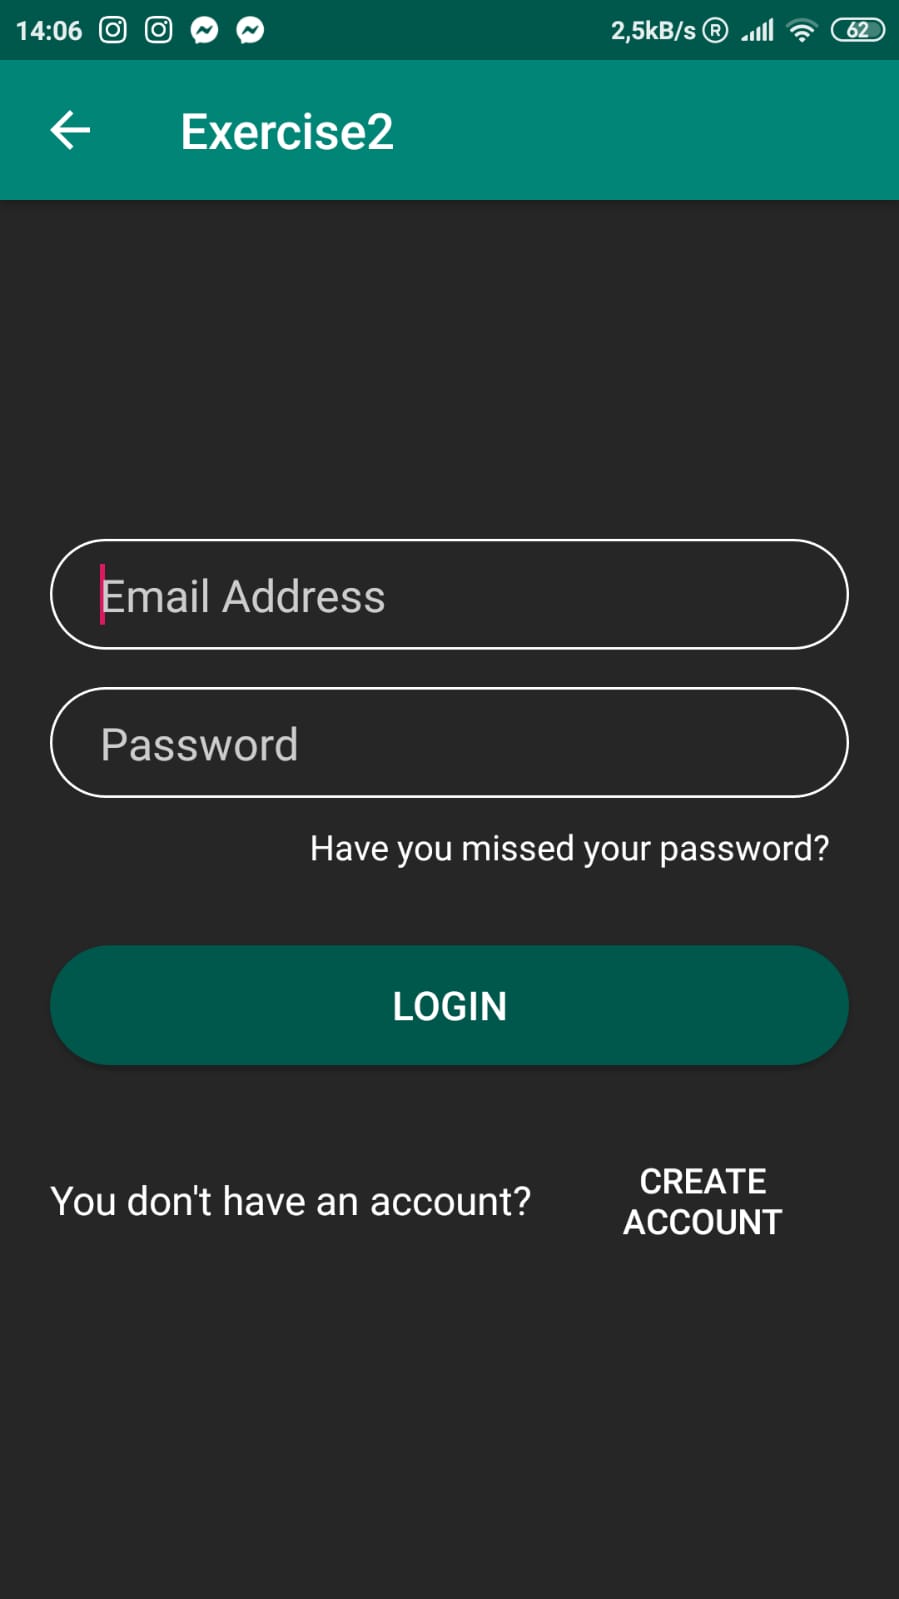 14:06 2,5kB/s R 62
Exercise2
Email Address
Password
Have you missed your password?
LOGIN
You don't have an account?
CREATE
ACCOUNT